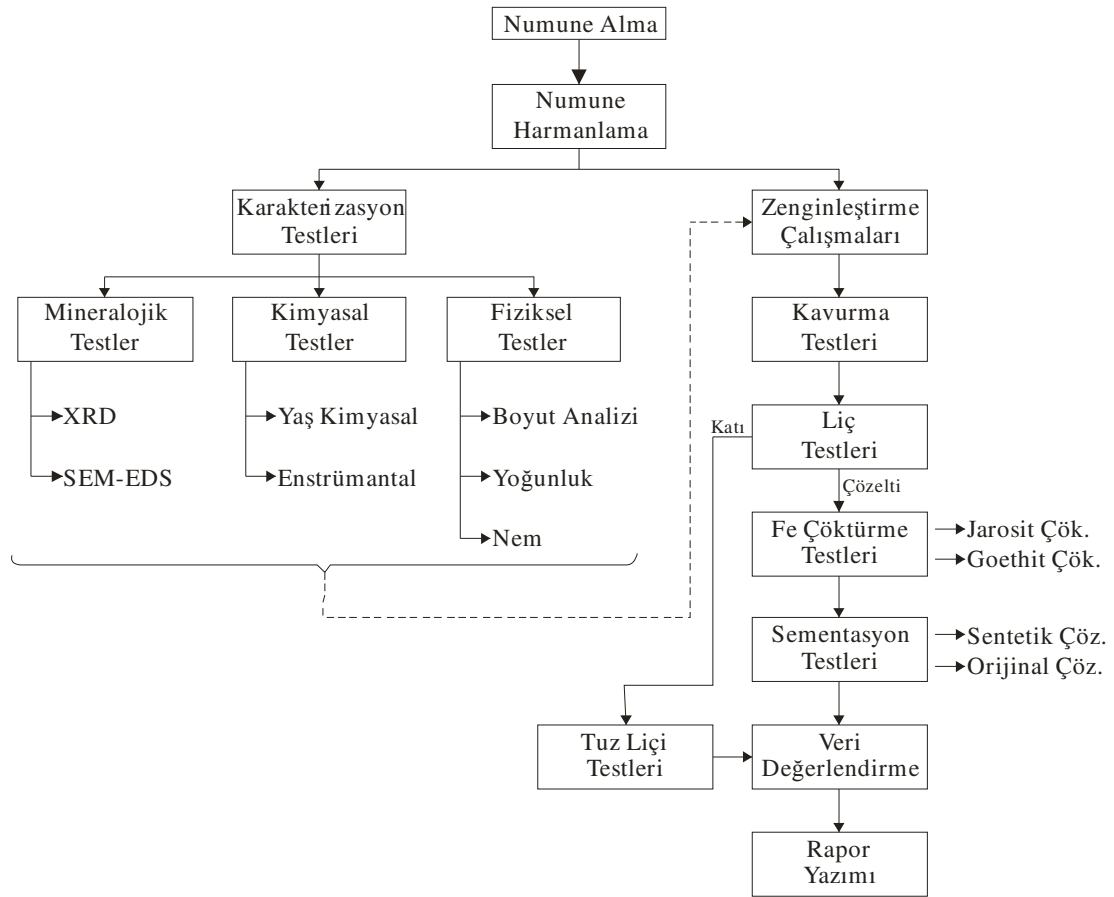 Numune Alma
Numune
Harmanlama
Karakterizasyon
Testleri
Zenginleştirme
Çalışmaları
Mineralojik
Testler
Kimyasal
Testler
Fiziksel
Testler
Kavurma
Testleri
XRD
SEM-EDS
Yaş Kimyasal
Enstrümantal
Boyut Analizi
Yoğunluk
Nem
Katı
Liç
Testleri
Çözelti
Fe Çöktürme
Testleri
Jarosit Çök.
Goethit Çök.
Sementasyon
Testleri
Sentetik Çöz.
Orijinal Çöz.
Tuz Liçi
Testleri
Veri
Değerlendirme
Rapor
Yazımı